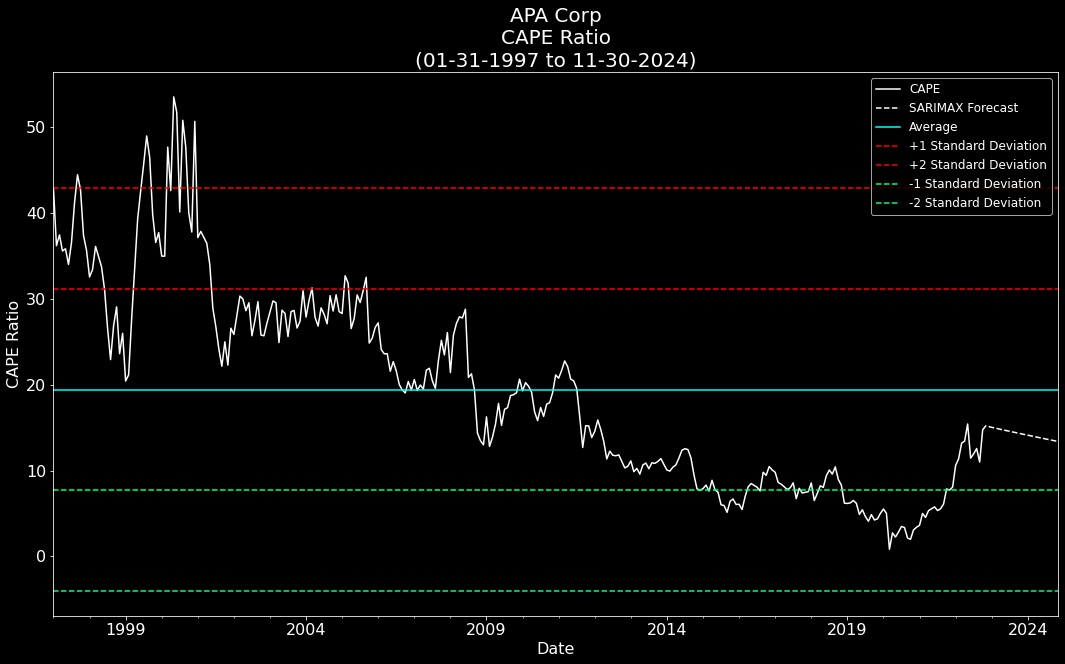 APA Corp
CAPE Ratio
(01-31-1997 to 11-30-2024)
CAPE
SARIMAX Forecast
Average
+1 Standard Deviation
+2 Standard Deviation
-1 Standard Deviation
-2 Standard Deviation
CAPE Ratio
50
40
30
20
10
0
1999
2004
2009
2014
2019
2024
Date